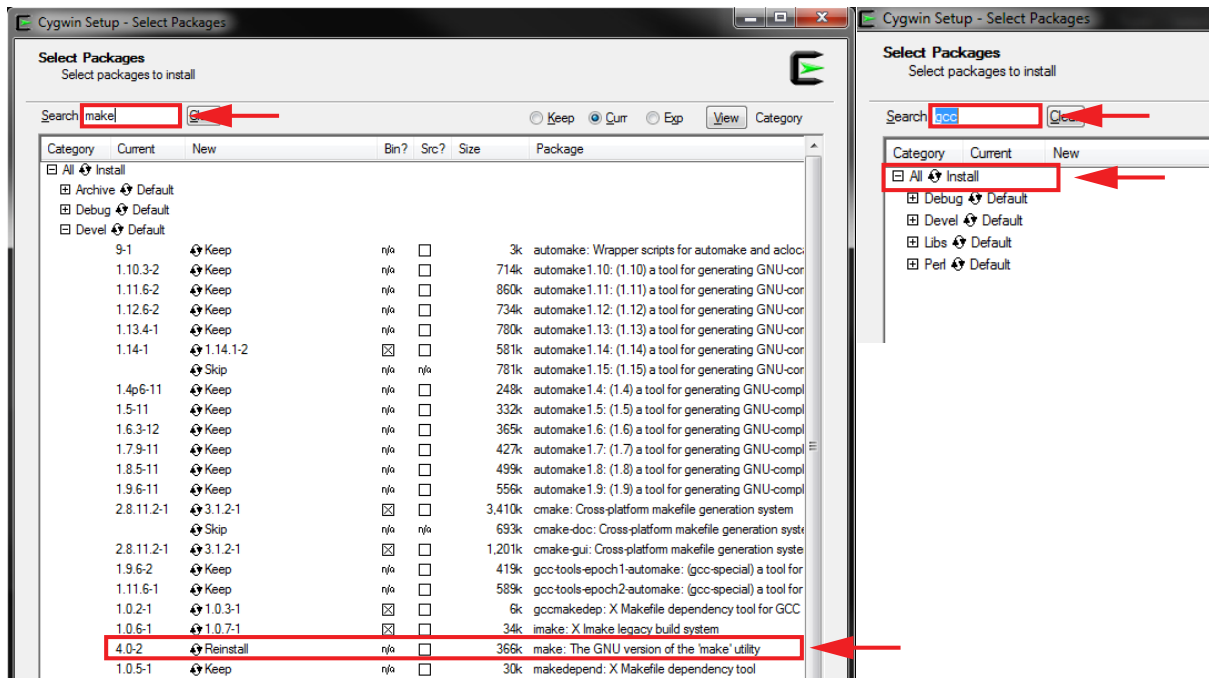 Cygwin Setup - Select Packages
Select Packages
Select packages to install
Search make
Keep Curr Exp View Category
Category Current New Bin? Src? Size Package
All Install
Archive Default
Debug Default
Devel Default
9-1 Keep n/a 3k automake: Wrapper scripts for automake and acloc
1.10.3-2 Keep n/a 714k automake1.10: (1.10) a tool for generating GNU-com
1.11.6-2 Keep n/a 860k automake1.11: (1.11) a tool for generating GNU-com
1.12.6-2 Keep n/a 734k automake1.12: (1.12) a tool for generating GNU-com
1.13.4-1 Keep n/a 780k automake1.13: (1.13) a tool for generating GNU-com
1.14-1 1.14.1-2 581k automake1.14: (1.14) a tool for generating GNU-com
Skip n/a n/a 781k automake1.15: (1.15) a tool for generating GNU-com
1.4p6-11 Keep n/a 248k automake1.4: (1.4) a tool for generating GNU-compl
1.5-11 Keep n/a 332k automake1.5: (1.5) a tool for generating GNU-compl
1.6.3-12 Keep n/a 365k automake1.6: (1.6) a tool for generating GNU-compl
1.7.9-11 Keep n/a 427k automake1.7: (1.7) a tool for generating GNU-compl
1.8.5-11 Keep n/a 499k automake1.8: (1.8) a tool for generating GNU-compl
1.9.6-11 Keep n/a 556k automake1.9: (1.9) a tool for generating GNU-compl
2.8.11.2-1 3.1.2-1 3,410k cmake: Cross-platform makefile generation system
Skip n/a n/a 693k cmake-doc: Cross-platform makefile generation syste
2.8.11.2-1 3.1.2-1 1,201k cmake-gui: Cross-platform makefile generation syste
1.9.6-2 Keep n/a 419k gcc-tools-epoch1-automake: (gcc-special) a tool for
1.11.6-1 Keep n/a 589k gcc-tools-epoch2-automake: (gcc-special) a tool for
1.0.2-1 1.0.3-1 6k gccmakedep: X Makefile dependency tool for GCC
1.0.6-1 1.0.7-1 34k imake: X Imake legacy build system
4.0-2 Reinstall n/a 366k make: The GNU version of the 'make' utility
1.0.5-1 Keep n/a 30k makedepend: X Makefile dependency tool
Cygwin Setup - Select Packages
Select Packages
Select packages to install
Search gcc
Category Current New
All Install
Debug Default
Devel Default
Libs Default
Perl Default